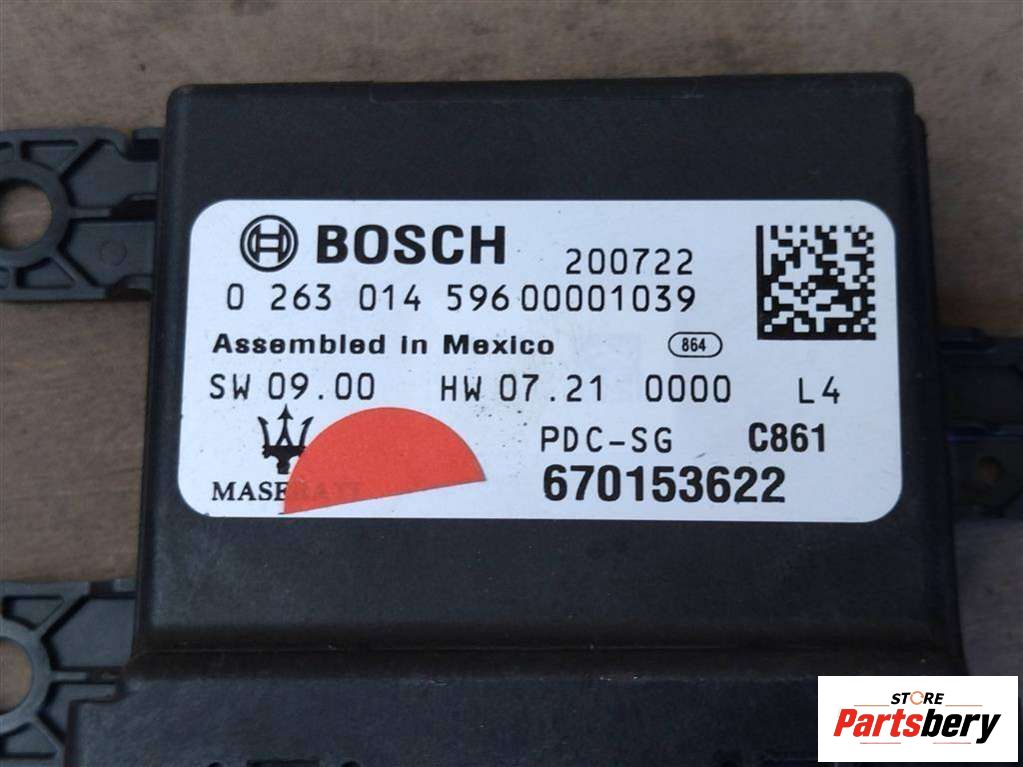 BOSCH 200722
0 263 014 596 00001039
Assembled in Mexico 864
SW 09.00 HW 07.21 0000 L4
PDC-SG C861
MASERATI 670153622
STORE
Partsbery